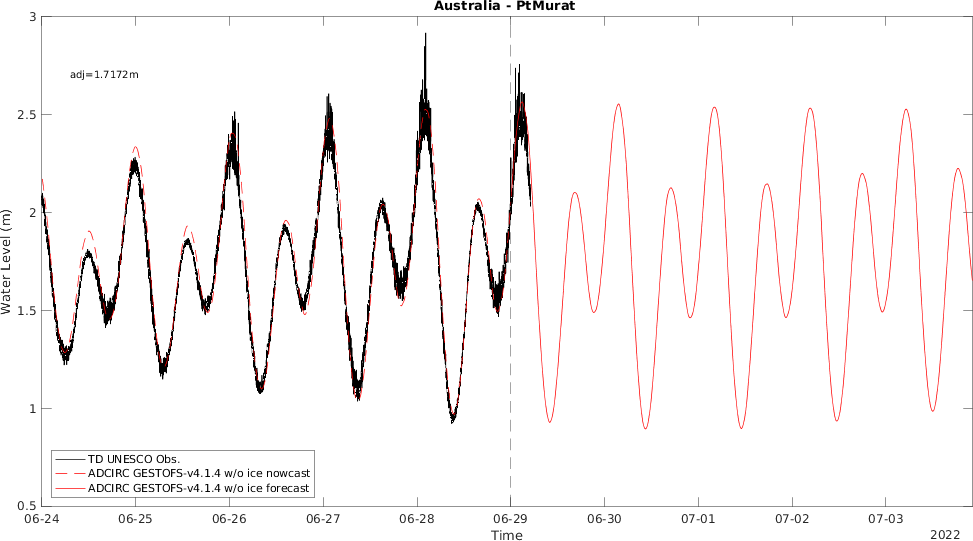 Australia - PtMurat
3
adj=1.7172m
2.5
2
Water Level (m)
1.5
1
TD UNESCO Obs.
ADCIRC GESTOFS-v4.1.4 w/o ice nowcast
ADCIRC GESTOFS-v4.1.4 w/o ice forecast
0.5
06-24 06-25 06-26 06-27 06-28 06-29 06-30 07-01 07-02 07-03
Time
2022